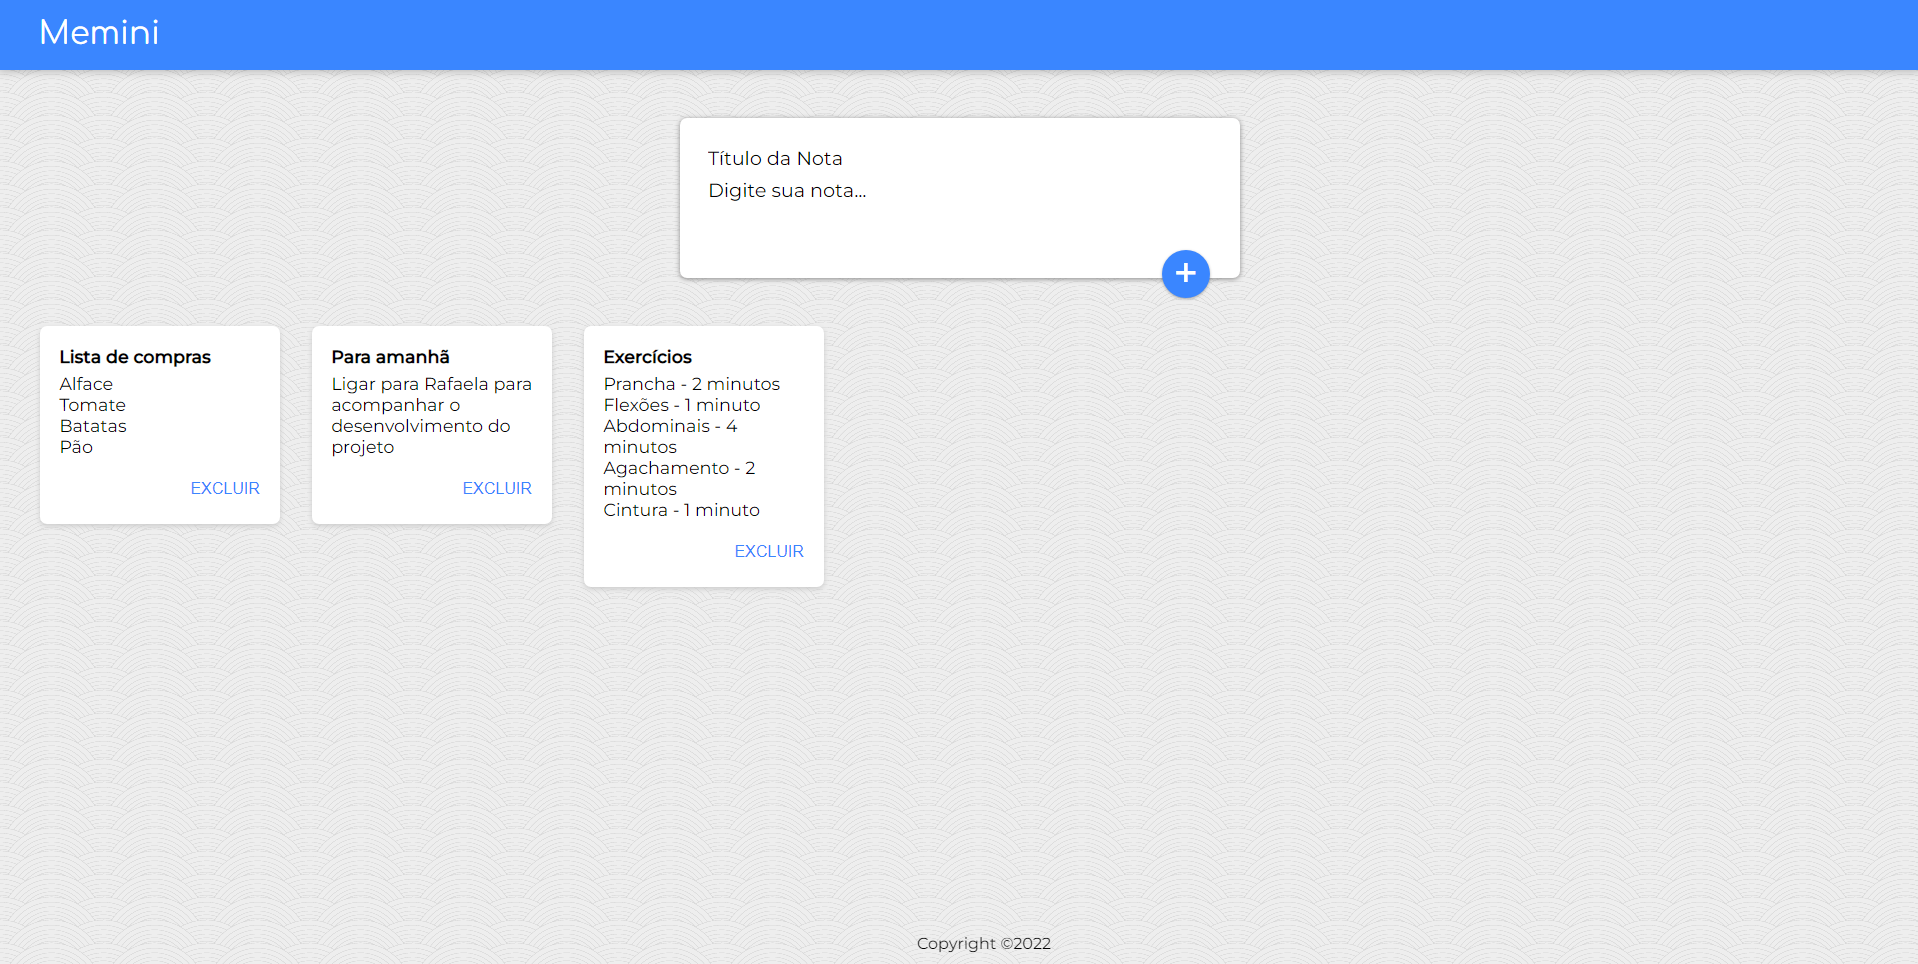 Memini
Título da Nota
Digite sua nota...
+
Lista de compras
Alface
Tomate
Batatas
Pão
EXCLUIR
Para amanhã
Ligar para Rafaela para
acompanhar o
desenvolvimento do
projeto
EXCLUIR
Exercícios
Prancha - 2 minutos
Flexões - 1 minuto
Abdominais - 4
minutos
Agachamento - 2
minutos
Cintura - 1 minuto
EXCLUIR
Copyright ©2022